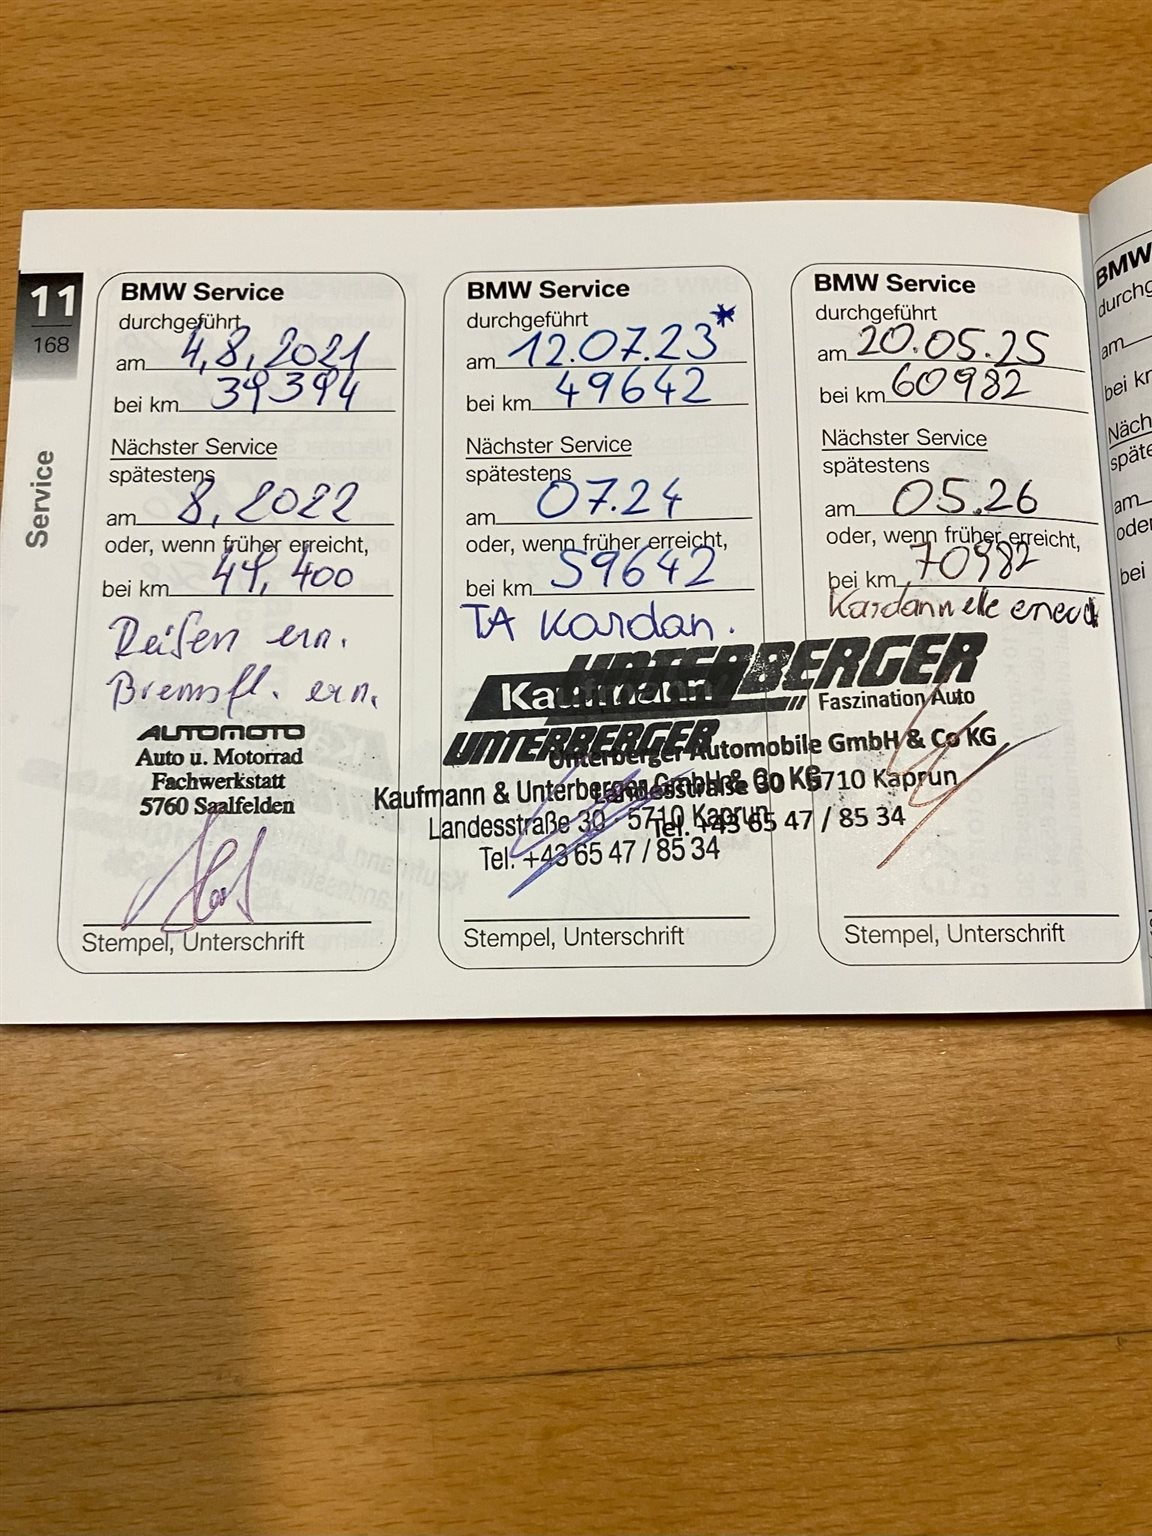 11
168
Service
BMW Service
durchgeführt
am 4,8,2021
bei km 39394
Nächster Service
spätestens
am 8,2022
oder, wenn früher erreicht,
bei km 49,400
Reifen ern.
Bremsfl. ern.
AUTOMOTO
Auto u. Motorrad
Fachwerkstatt
5760 Saalfelden
Stempel, Unterschrift
BMW Service
durchgeführt
am 12.07.23*
bei km 49642
Nächster Service
spätestens
am 07.24
oder, wenn früher erreicht,
bei km 59642
TA Kardan.
Kaufmann
UNTERBERGER
Kaufmann & Unterberger GmbH & Co KG
Landesstraße 30 · 5710 Kaprun
Tel. +43 65 47 / 85 34
Stempel, Unterschrift
BMW Service
durchgeführt
am 20.05.25
bei km 60982
Nächster Service
spätestens
am 05.26
oder, wenn früher erreicht,
bei km 70982
Kardanwelle
UNTERBERGER
Faszination Auto
Unterberger Automobile GmbH & Co KG
Landesstraße 30 5710 Kaprun
Tel. +43 65 47 / 85 34
Stempel, Unterschrift
BMW
am
bei